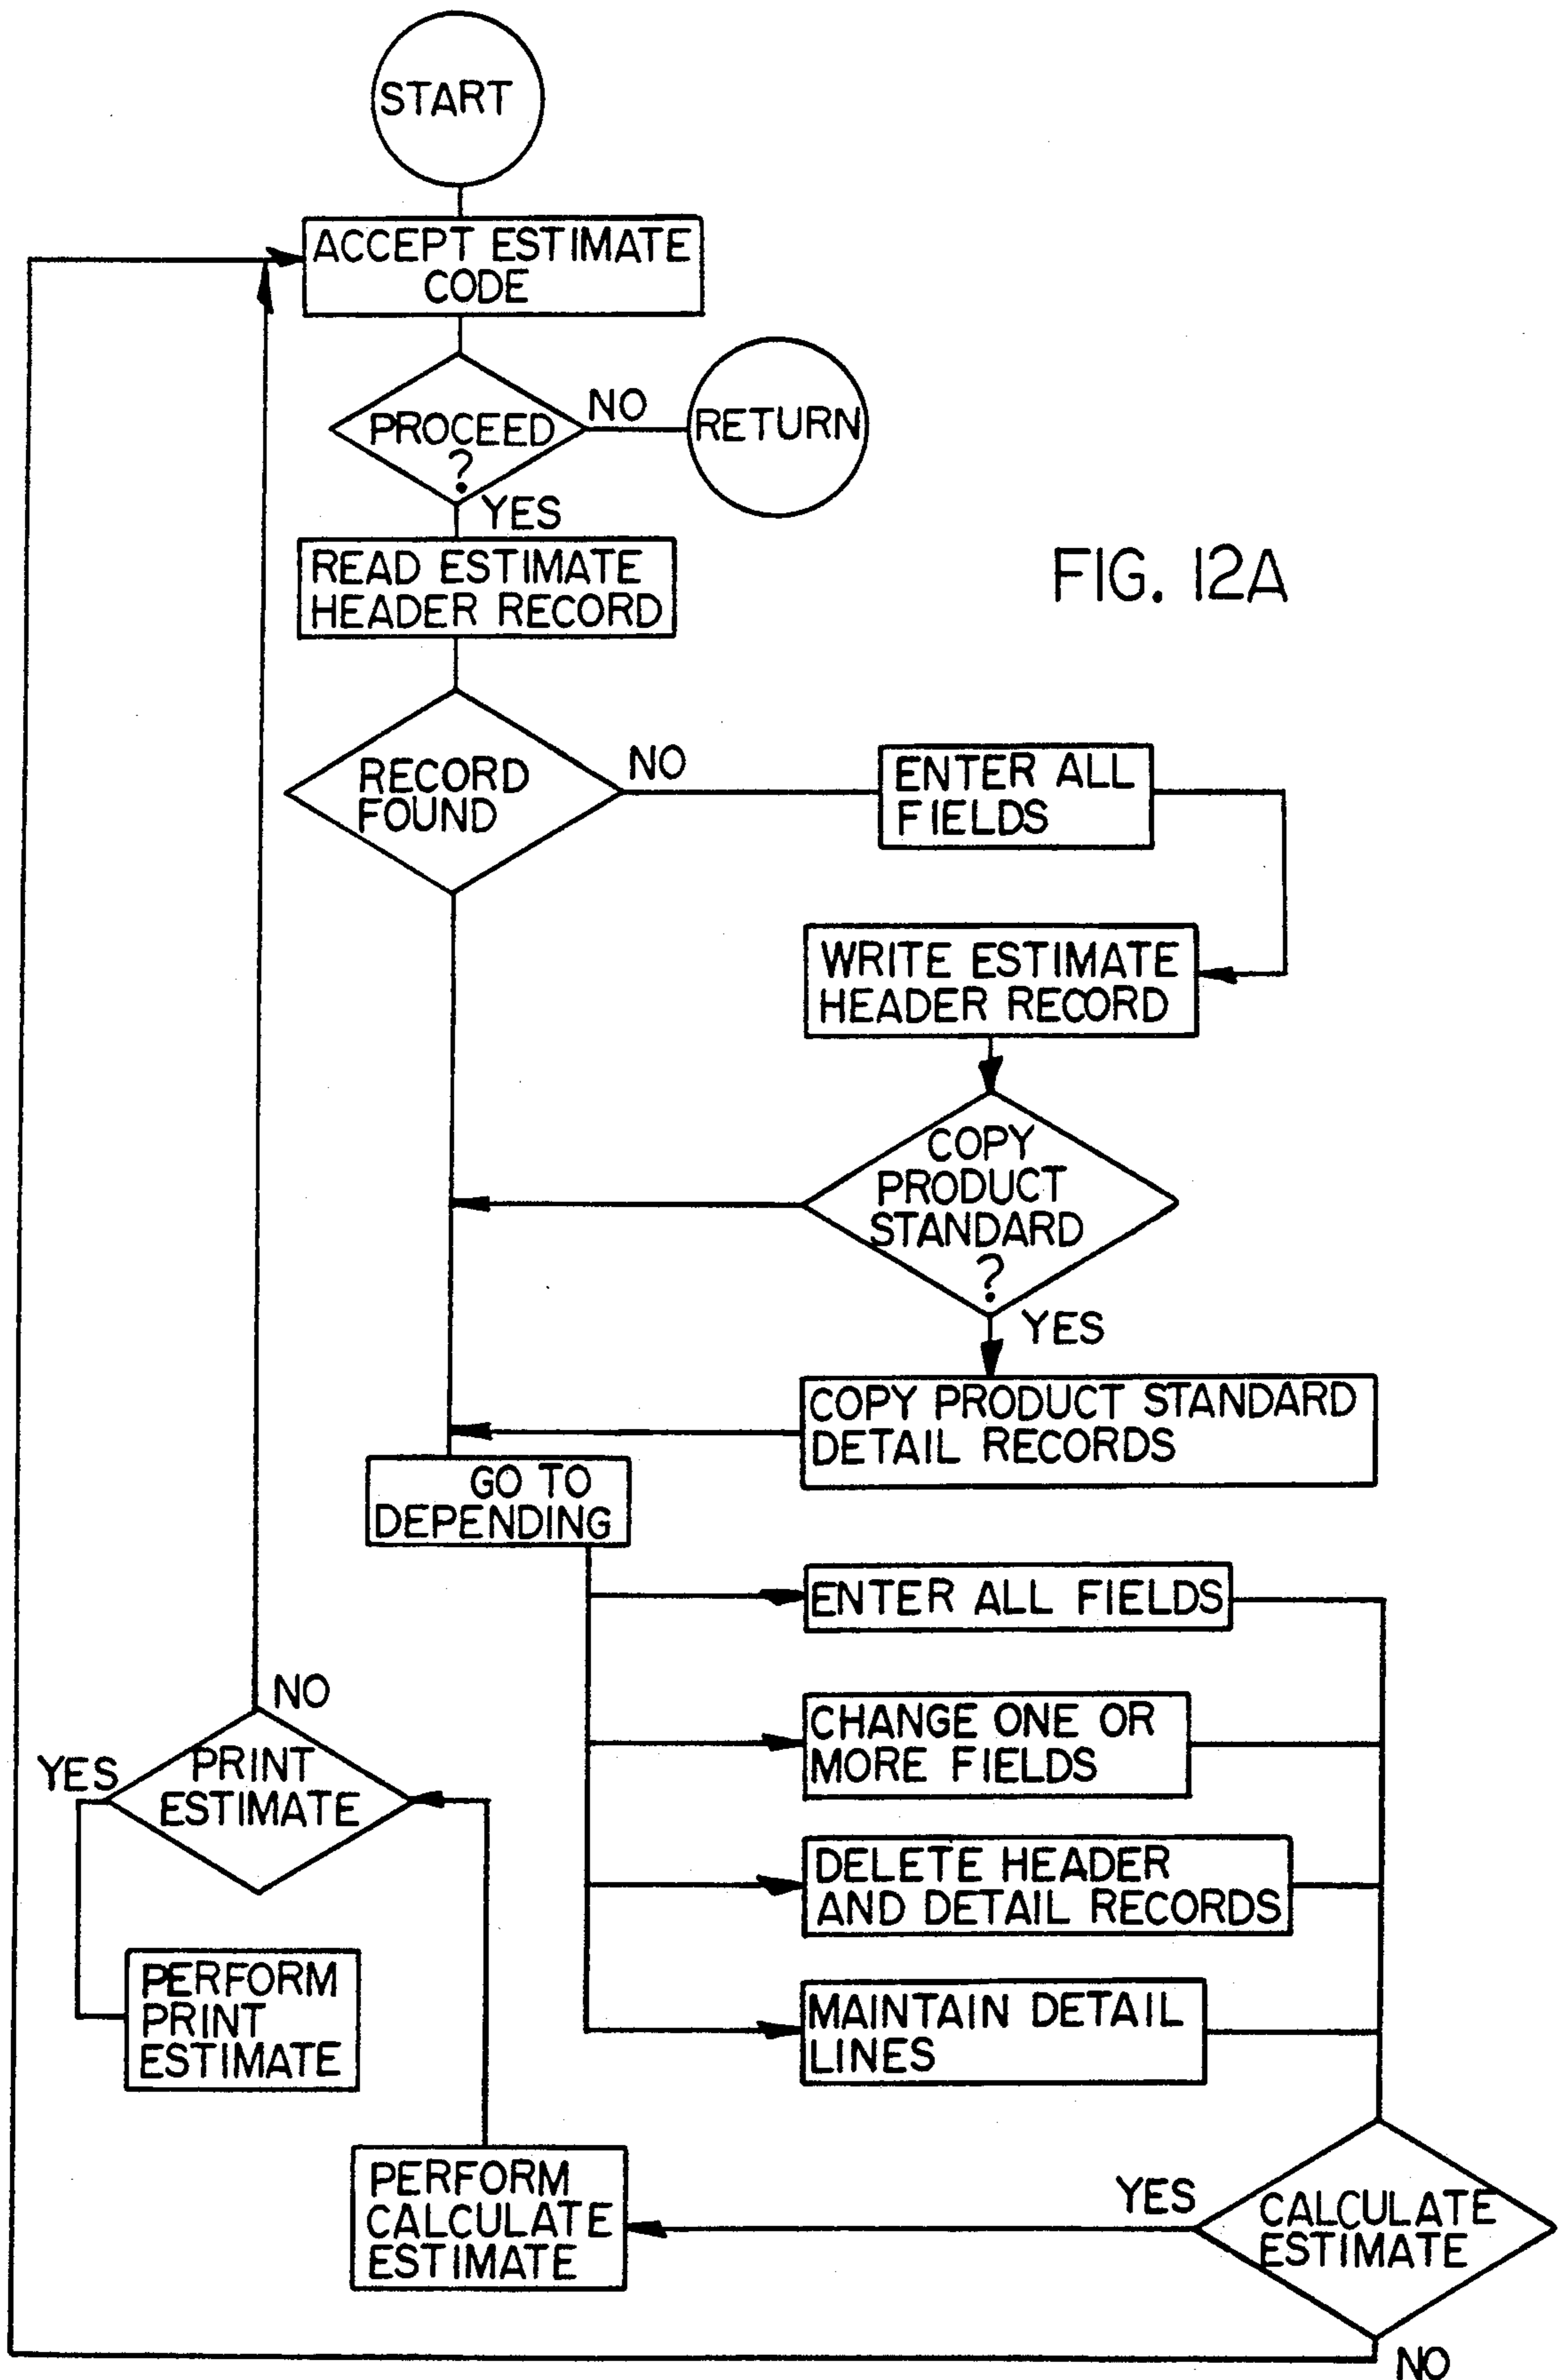 START
ACCEPT ESTIMATE
CODE
PROCEED
?
NO
RETURN
YES
READ ESTIMATE
HEADER RECORD
FIG. 12A
RECORD
FOUND
NO
ENTER ALL
FIELDS
WRITE ESTIMATE
HEADER RECORD
COPY
PRODUCT
STANDARD
?
YES
COPY PRODUCT STANDARD
DETAIL RECORDS
GO TO
DEPENDING
ENTER ALL FIELDS
CHANGE ONE OR
MORE FIELDS
DELETE HEADER
AND DETAIL RECORDS
MAINTAIN DETAIL
LINES
NO
YES
PRINT
ESTIMATE
PERFORM
PRINT
ESTIMATE
PERFORM
CALCULATE
ESTIMATE
YES
CALCULATE
ESTIMATE
NO